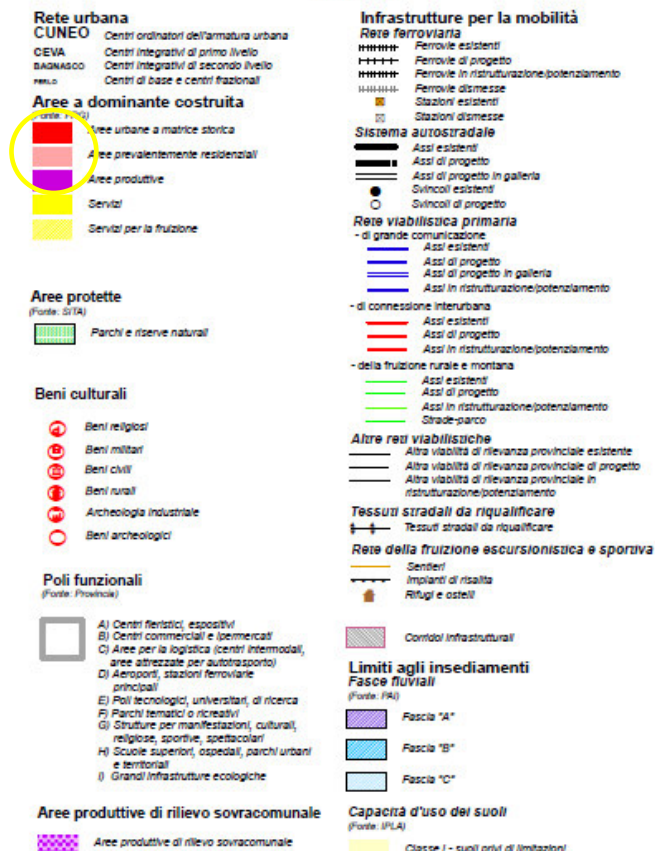 Rete urbana
CUNEO Centri ordinatori dell'armatura urbana
CEVA Centri integrativi di primo livello
BAGNASCO Centri integrativi di secondo livello
PERLO Centri di base e centri frazionali
Aree a dominante costruita
(Fonte: PRG)
Aree urbane a matrice storica
Aree prevalentemente residenziali
Aree produttive
Servizi
Servizi per la fruizione
Aree protette
(Fonte: SITA)
Parchi e riserve naturali
Beni culturali
Beni religiosi
Beni militari
Beni civili
Beni rurali
Archeologia industriale
Beni archeologici
Poli funzionali
(Fonte: Provincia)
A) Centri fieristici, espositivi
B) Centri commerciali e ipermercati
C) Aree per la logistica (centri intermodali,
aree attrezzate per autotrasporto)
D) Aeroporti, stazioni ferroviarie
principali
E) Poli tecnologici, universitari, di ricerca
F) Parchi tematici o ricreativi
G) Strutture per manifestazioni, culturali,
religiose, sportive, spettacolari
H) Scuole superiori, ospedali, parchi urbani
e territoriali
I) Grandi infrastrutture ecologiche
Aree produttive di rilievo sovracomunale
Aree produttive di rilievo sovracomunale
Infrastrutture per la mobilità
Rete ferroviaria
Ferrovie esistenti
Ferrovie di progetto
Ferrovie in ristrutturazione/potenziamento
Ferrovie dismesse
Stazioni esistenti
Stazioni dismesse
Sistema autostradale
Assi esistenti
Assi di progetto
Assi di progetto in galleria
Svincoli esistenti
Svincoli di progetto
Rete viabilistica primaria
- di grande comunicazione
Assi esistenti
Assi di progetto
Assi di progetto in galleria
Assi in ristrutturazione/potenziamento
- di connessione interurbana
Assi esistenti
Assi di progetto
Assi in ristrutturazione/potenziamento
- della fruizione rurale e montana
Assi esistenti
Assi di progetto
Assi in ristrutturazione/potenziamento
Strade-parco
Altre reti viabilistiche
Altra viabilità di rilevanza provinciale esistente
Altra viabilità di rilevanza provinciale di progetto
Altra viabilità di rilevanza provinciale in
ristrutturazione/potenziamento
Tessuti stradali da riqualificare
Tessuti stradali da riqualificare
Rete della fruizione escursionistica e sportiva
Sentieri
Impianti di risalita
Rifugi e ostelli
Corridoi infrastrutturali
Limiti agli insediamenti
Fasce fluviali
(Fonte: PAI)
Fascia "A"
Fascia "B"
Fascia "C"
Capacità d'uso dei suoli
(Fonte: IPLA)
Classe I - suoli privi di limitazioni